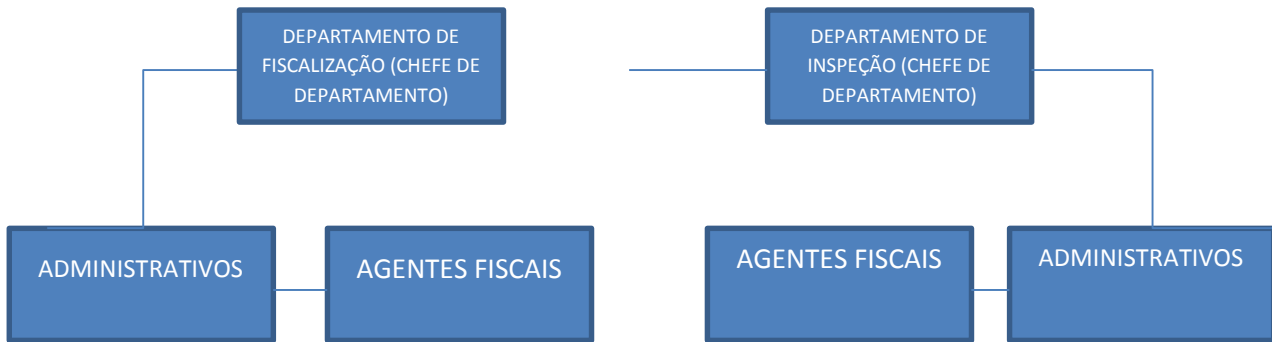 DEPARTAMENTO DE
FISCALIZAÇÃO (CHEFE DE
DEPARTAMENTO)
DEPARTAMENTO DE
INSPEÇÃO (CHEFE DE
DEPARTAMENTO)
ADMINISTRATIVOS
AGENTES FISCAIS
AGENTES FISCAIS
ADMINISTRATIVOS